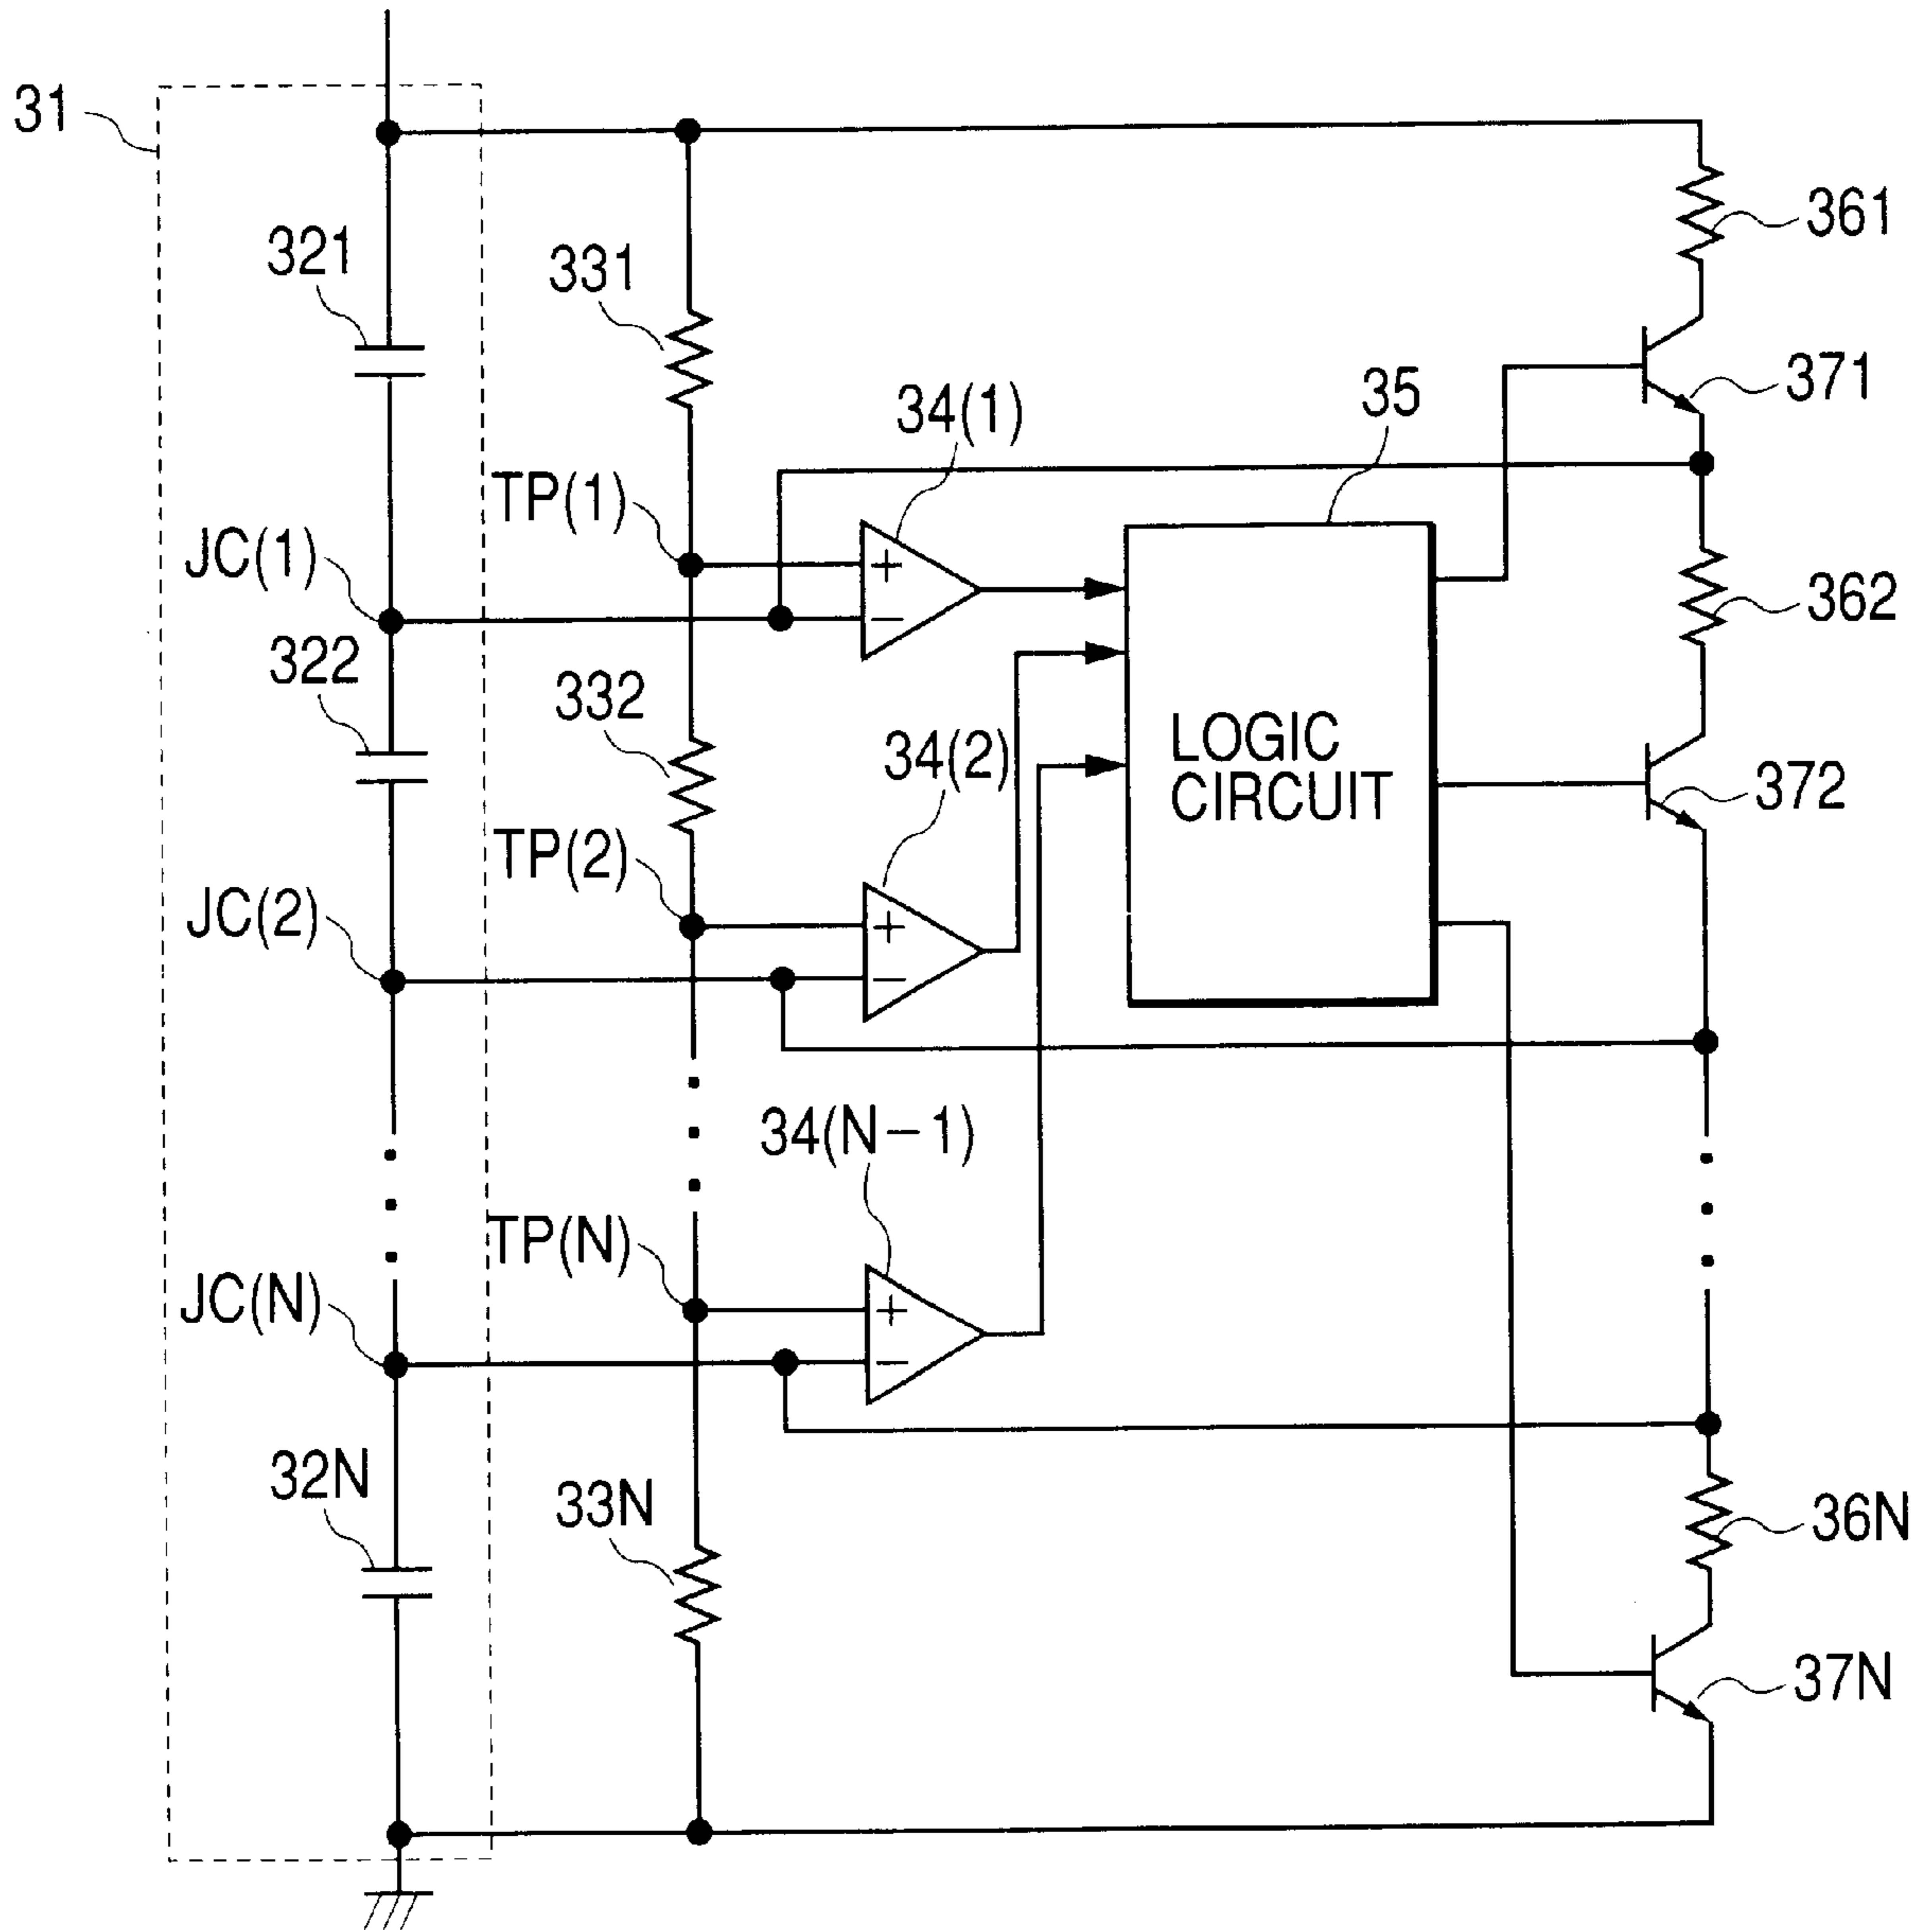 31
321
331
361
371
35
34(1)
TP(1)
JC(1)
362
322
332
34(2)
LOGIC
CIRCUIT
372
TP(2)
JC(2)
34(N-1)
TP(N)
JC(N)
32N
33N
36N
37N
+
−
+
−
+
−